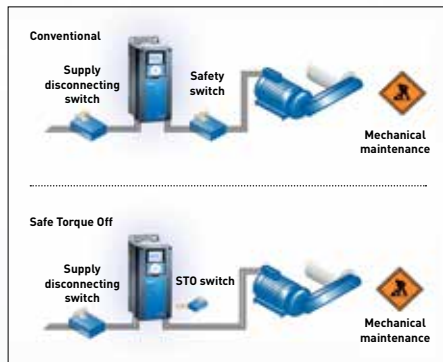 Conventional
Supply
disconnecting
switch
Safety
switch
Mechanical
maintenance
Safe Torque Off
Supply
disconnecting
switch
STO switch
Mechanical
maintenance